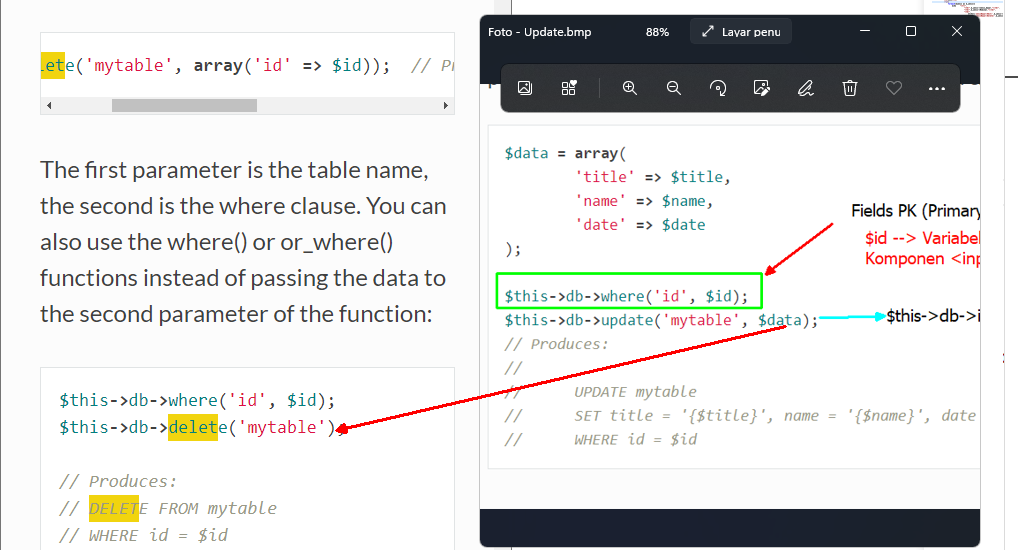 ete('mytable', array('id' => $id));  // P
The first parameter is the table name,
the second is the where clause. You can
also use the where() or or_where()
functions instead of passing the data to
the second parameter of the function:
$this->db->where('id', $id);
$this->db->delete('mytable');
// Produces:
// DELETE FROM mytable
// WHERE id = $id
Foto - Update.bmp
88%
Layar penu
$data = array(
'title' => $title,
'name' => $name,
'date' => $date
);
$this->db->where('id', $id);
$this->db->update('mytable', $data);
// Produces:
//
//      UPDATE mytable
//      SET title = '{$title}', name = '{$name}', date
//      WHERE id = $id
Fields PK (Primary
$id --> Variabel
Komponen <inp
$this->db->i